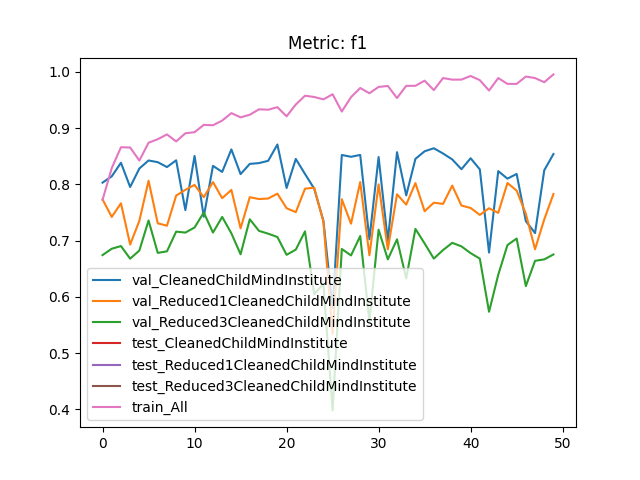 Metric: f1
1.0
0.9
0.8
0.7
0.6
0.5
0.4
val_CleanedChildMindInstitute
val_Reduced1CleanedChildMindInstitute
val_Reduced3CleanedChildMindInstitute
test_CleanedChildMindInstitute
test_Reduced1CleanedChildMindInstitute
test_Reduced3CleanedChildMindInstitute
train_All
0 10 20 30 40 50